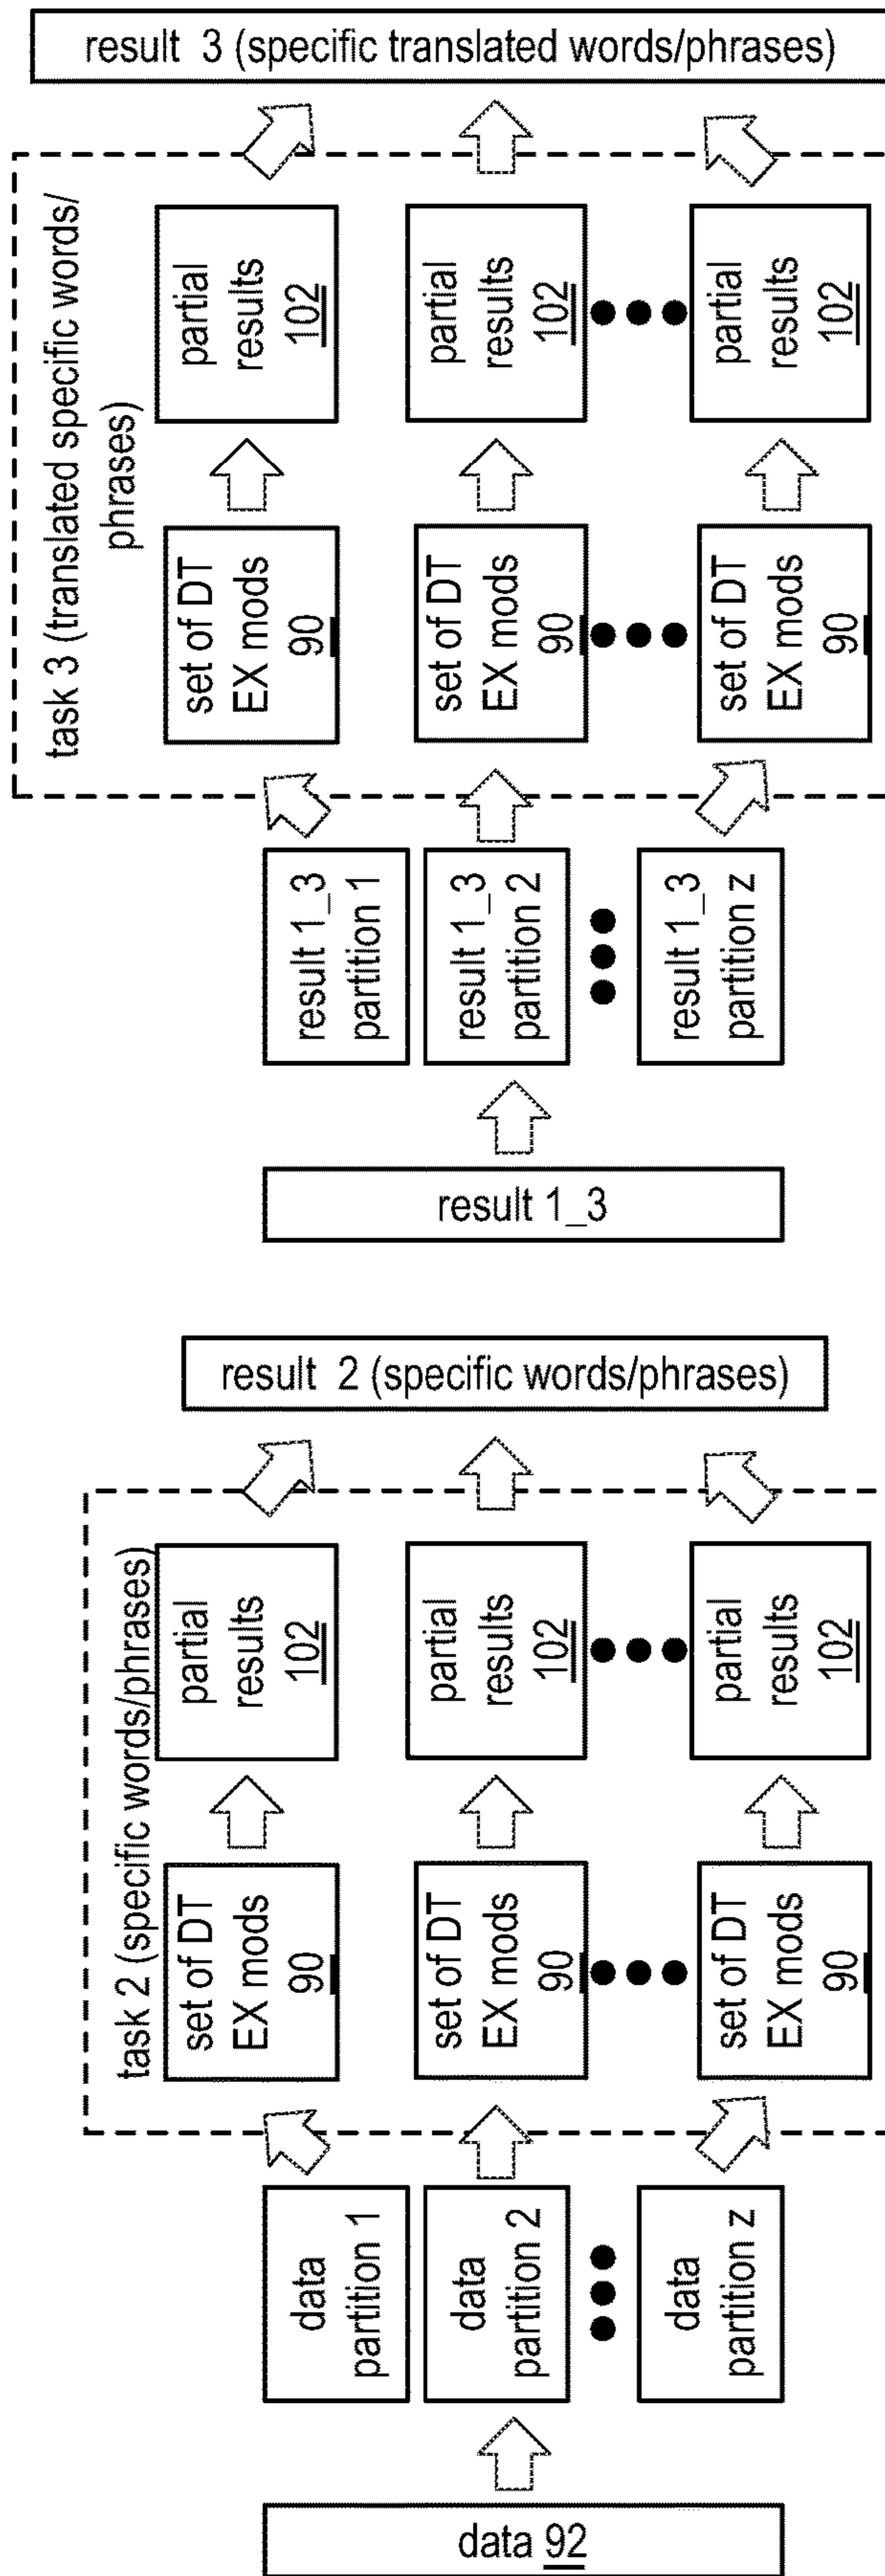 data 92
data
partition 1
data
partition 2
data
partition z
task 2 (specific words/phrases)
set of DT
EX mods
90
set of DT
EX mods
90
set of DT
EX mods
90
partial
results
102
partial
results
102
partial
results
102
result 2 (specific words/phrases)
result 1_3
result 1_3
partition 1
result 1_3
partition 2
result 1_3
partition z
task 3 (translated specific words/
phrases)
set of DT
EX mods
90
set of DT
EX mods
90
set of DT
EX mods
90
partial
results
102
partial
results
102
partial
results
102
result 3 (specific translated words/phrases)